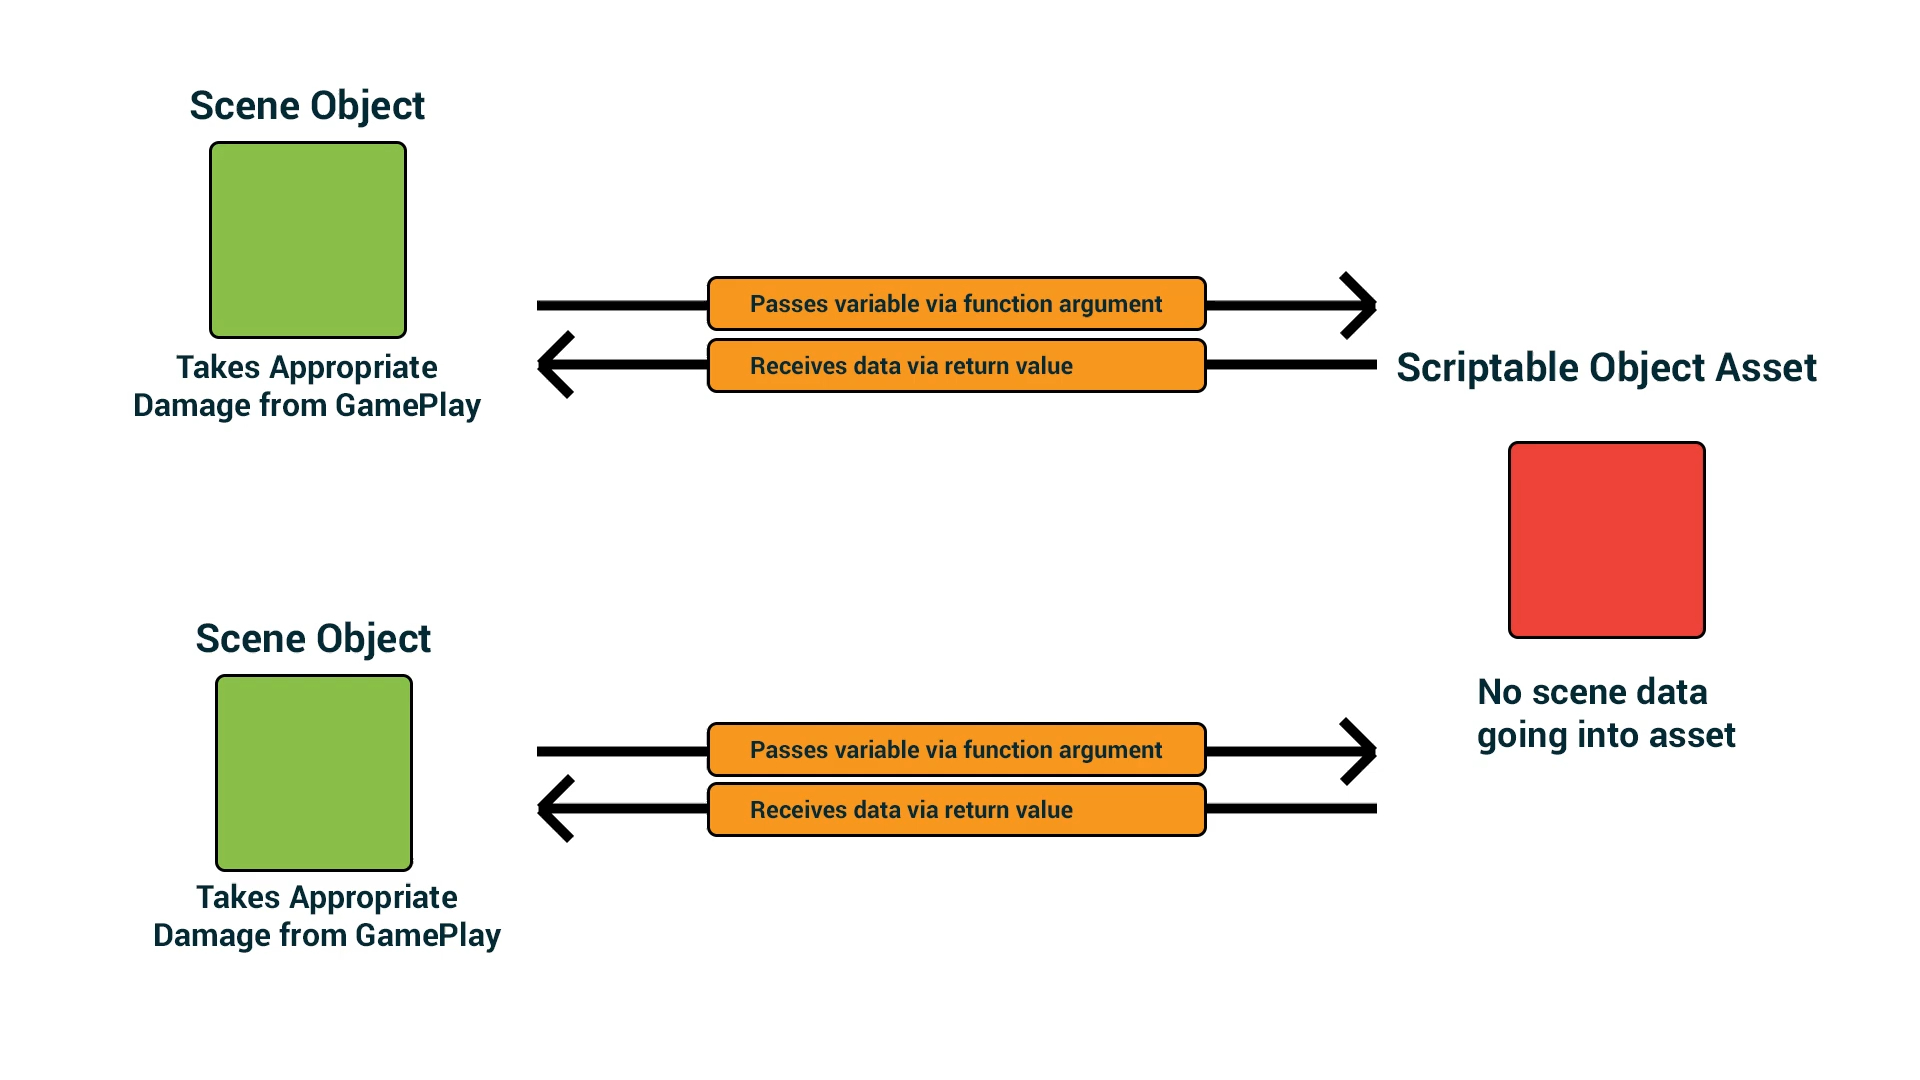 Scene Object
Takes Appropriate
Damage from GamePlay
Passes variable via function argument
Receives data via return value
Scriptable Object Asset
No scene data
going into asset
Scene Object
Takes Appropriate
Damage from GamePlay
Passes variable via function argument
Receives data via return value